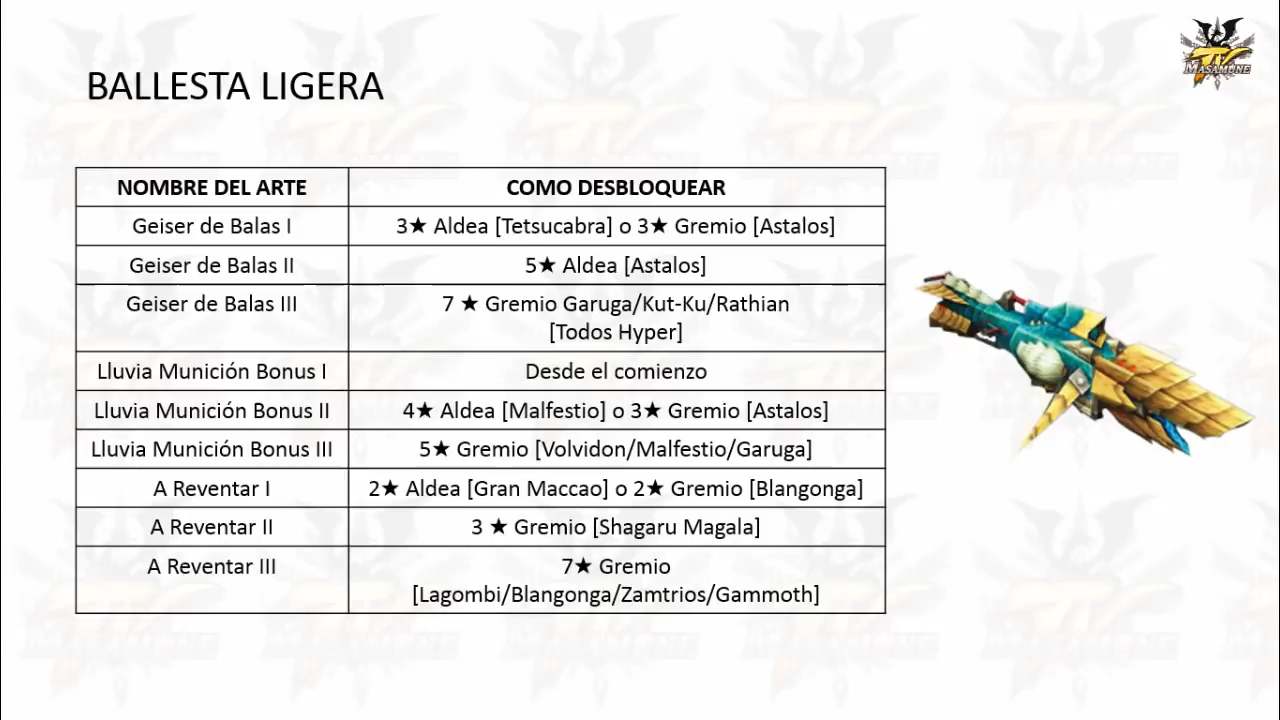 TV
MASAMUNE
BALLESTA LIGERA
NOMBRE DEL ARTE COMO DESBLOQUEAR
Geiser de Balas I 3★ Aldea [Tetsucabra] o 3★ Gremio [Astalos]
Geiser de Balas II 5★ Aldea [Astalos]
Geiser de Balas III 7 ★ Gremio Garuga/Kut-Ku/Rathian
[Todos Hyper]
Lluvia Munición Bonus I Desde el comienzo
Lluvia Munición Bonus II 4★ Aldea [Malfestio] o 3★ Gremio [Astalos]
Lluvia Munición Bonus III 5★ Gremio [Volvidon/Malfestio/Garuga]
A Reventar I 2★ Aldea [Gran Maccao] o 2★ Gremio [Blangonga]
A Reventar II 3 ★ Gremio [Shagaru Magala]
A Reventar III 7★ Gremio
[Lagombi/Blangonga/Zamtrios/Gammoth]